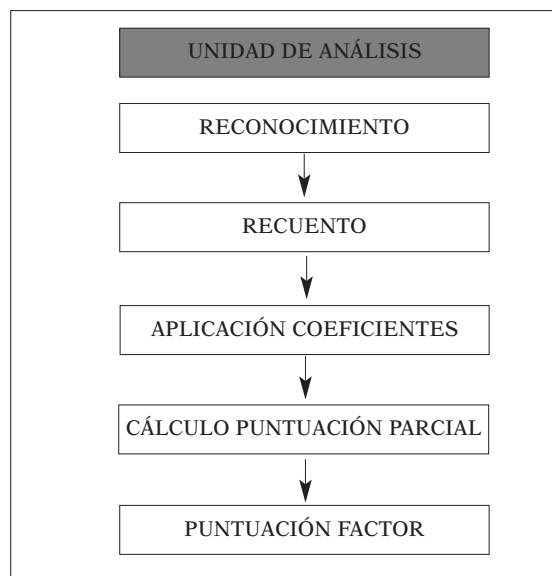 UNIDAD DE ANÁLISIS
RECONOCIMIENTO
RECUENTO
APLICACIÓN COEFICIENTES
CÁLCULO PUNTUACIÓN PARCIAL
PUNTUACIÓN FACTOR